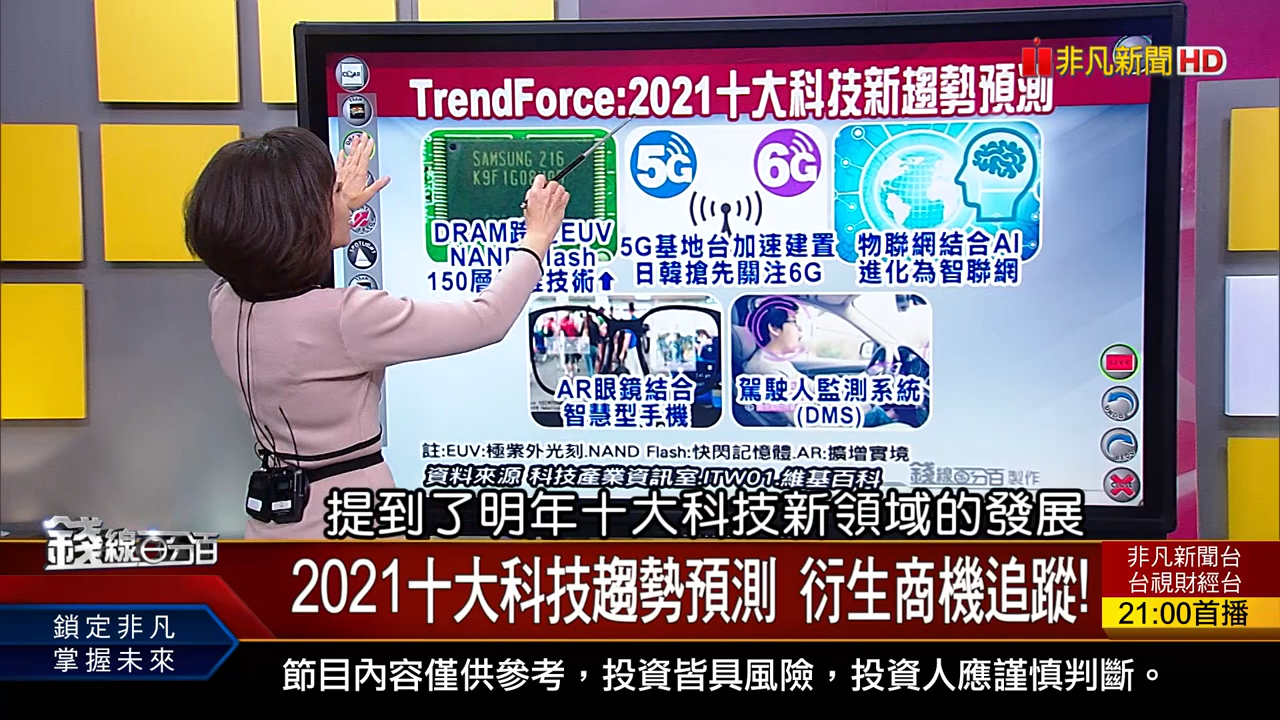 非凡新聞HD
TrendForce:2021十大科技新趨勢預測
SAMSUNG 216
DRAM EUV
NAND
150層 技術⬆
5G
6G
5G基地台加速建置
日韓搶先關注6G
物聯網結合AI
進化為智聯網
AR眼鏡結合
智慧型手機
駕駛人監測系統
(DMS)
註:EUV:極紫外光刻.NAND Flash:快閃記憶體.AR:擴增實境
資料來源 科技產業資訊室.ITW01.維基百科
錢線百分百 製作
提到了明年十大科技新領域的發展
錢線百分百
2021十大科技趨勢預測 衍生商機追蹤!
非凡新聞台
台視財經台
21:00首播
鎖定非凡
掌握未來
節目內容僅供參考，投資皆具風險，投資人應謹慎判斷。